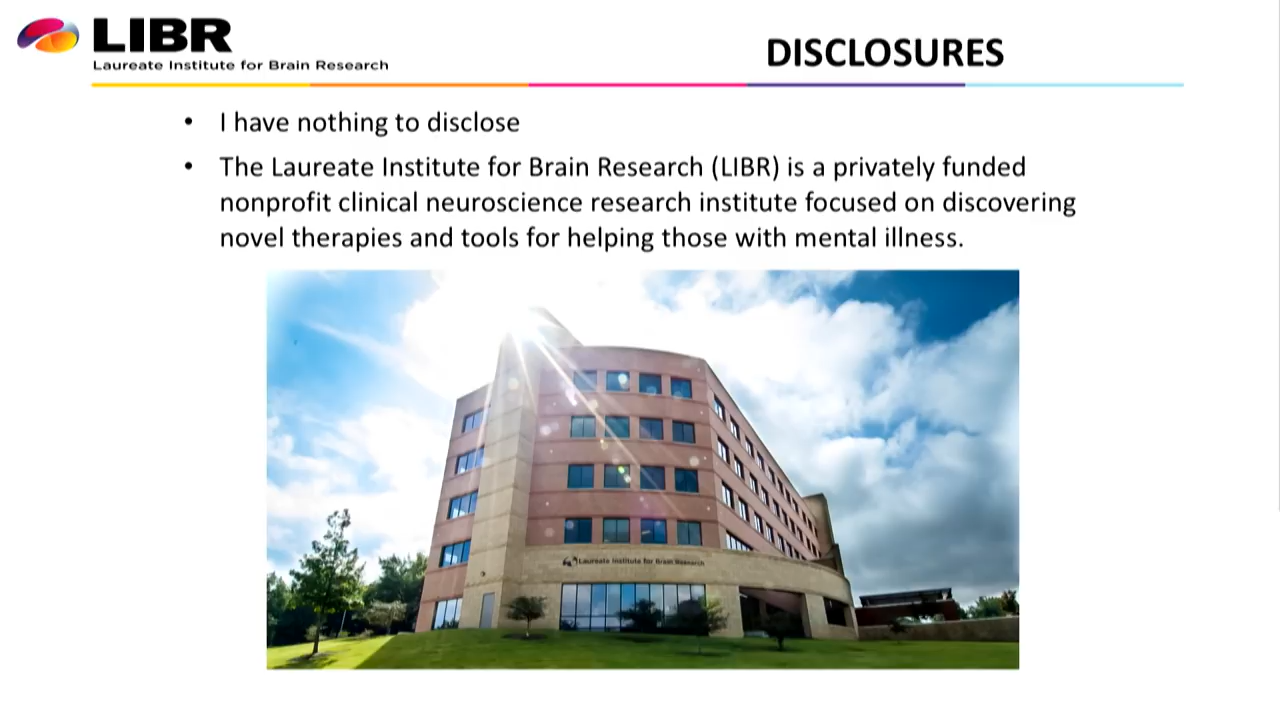 LIBR
Laureate Institute for Brain Research
DISCLOSURES
• I have nothing to disclose
• The Laureate Institute for Brain Research (LIBR) is a privately funded
nonprofit clinical neuroscience research institute focused on discovering
novel therapies and tools for helping those with mental illness.
Laureate Institute for Brain Research